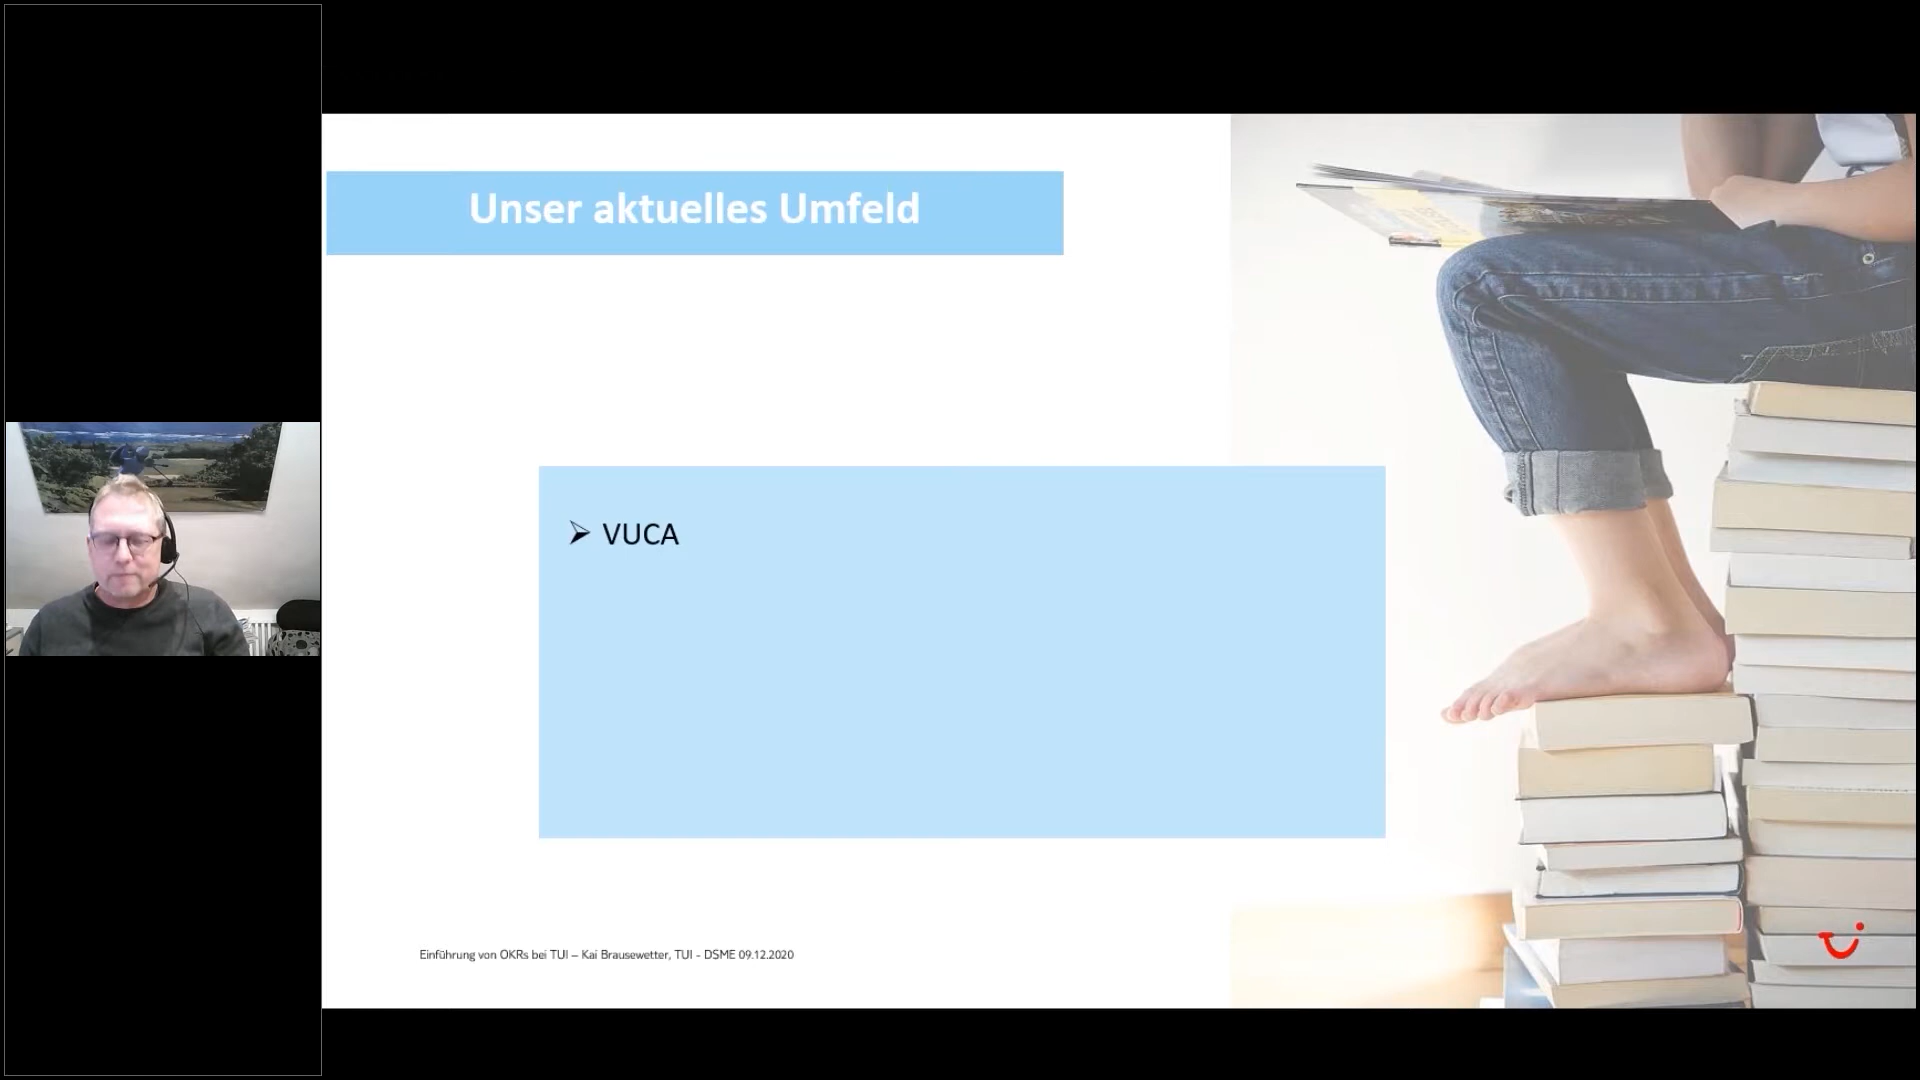 Unser aktuelles Umfeld
➢ VUCA
Einführung von OKRs bei TUI – Kai Brausewetter, TUI - DSME 09.12.2020